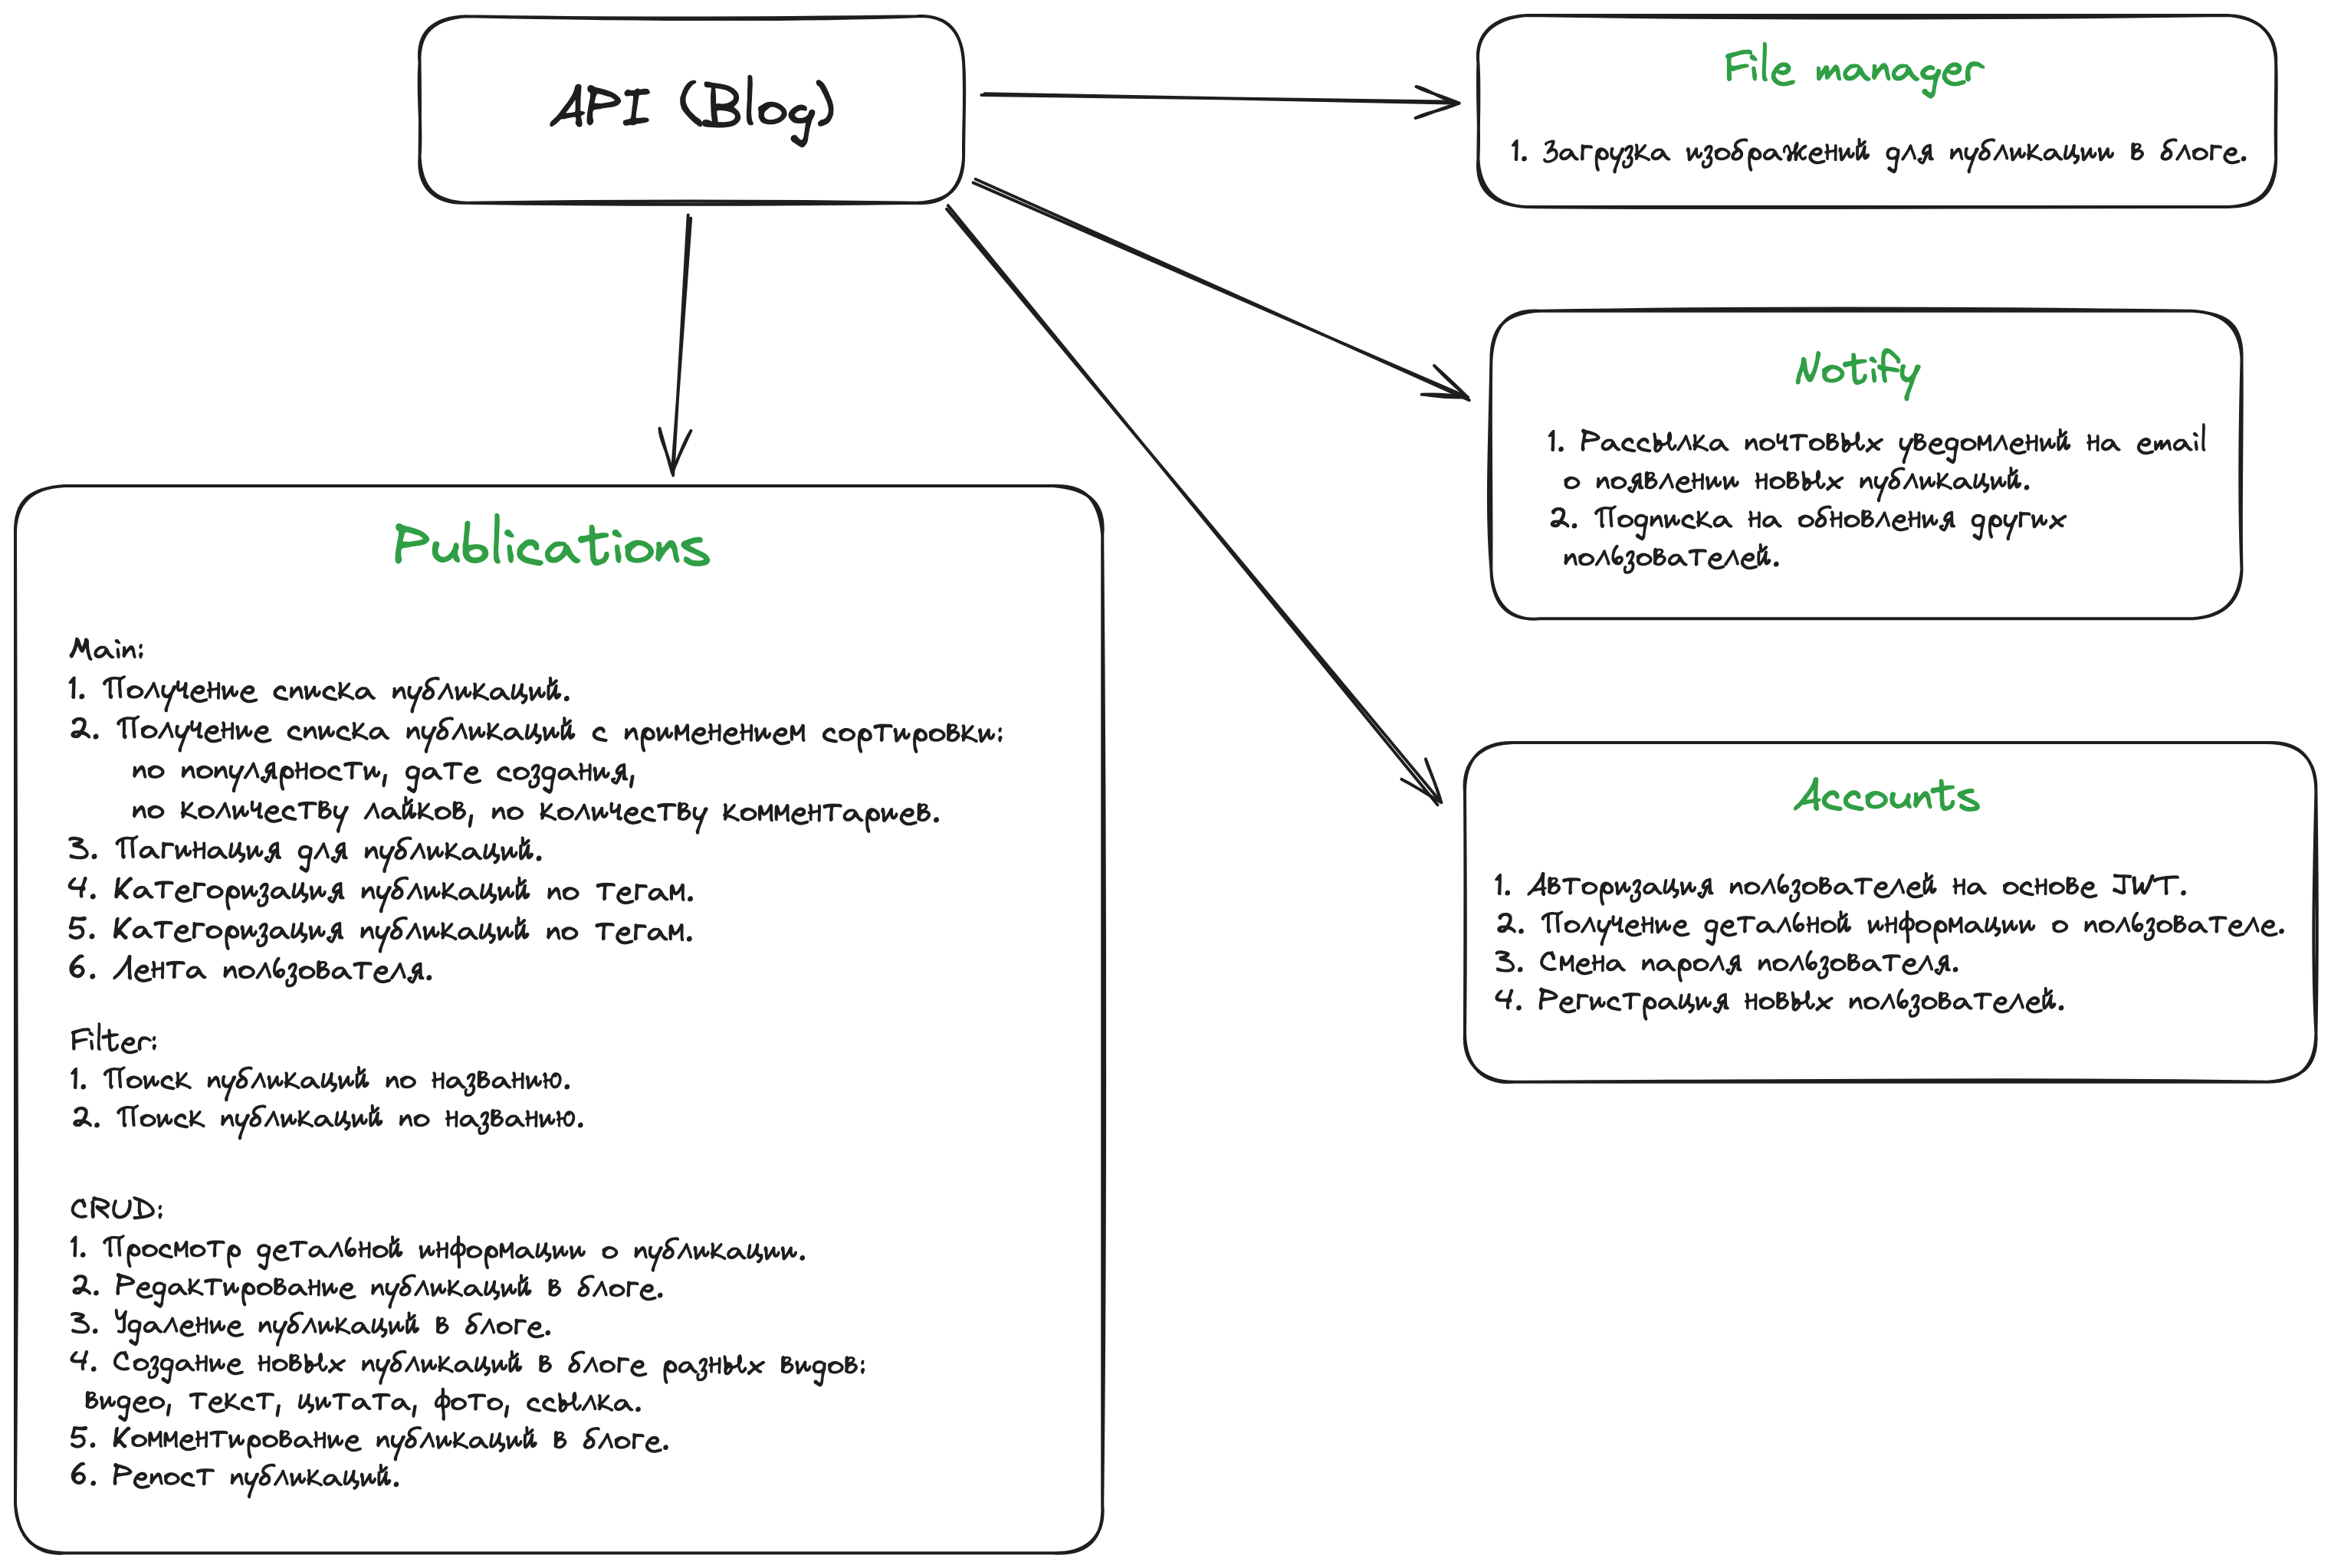 API (Blog)
File manager
1. Загрузка изображений для публикации в блоге.
Notify
1. Рассылка почтовых уведомлений на email
о появлении новых публикаций.
2. Подписка на обновления других
пользователей.
Publications
Main:
1. Получение списка публикаций.
2. Получение списка публикаций с применением сортировки:
по популярности, дате создания,
по количеству лайков, по количеству комментариев.
3. Пагинация для публикаций.
4. Категоризация публикаций по тегам.
5. Категоризация публикаций по тегам.
6. Лента пользователя.
Filter:
1. Поиск публикаций по названию.
2. Поиск публикаций по названию.
CRUD:
1. Просмотр детальной информации о публикации.
2. Редактирование публикаций в блоге.
3. Удаление публикаций в блоге.
4. Создание новых публикаций в блоге разных видов:
видео, текст, цитата, фото, ссылка.
5. Комментирование публикаций в блоге.
6. Репост публикаций.
Accounts
1. Авторизация пользователей на основе JWT.
2. Получение детальной информации о пользователе.
3. Смена пароля пользователя.
4. Регистрация новых пользователей.